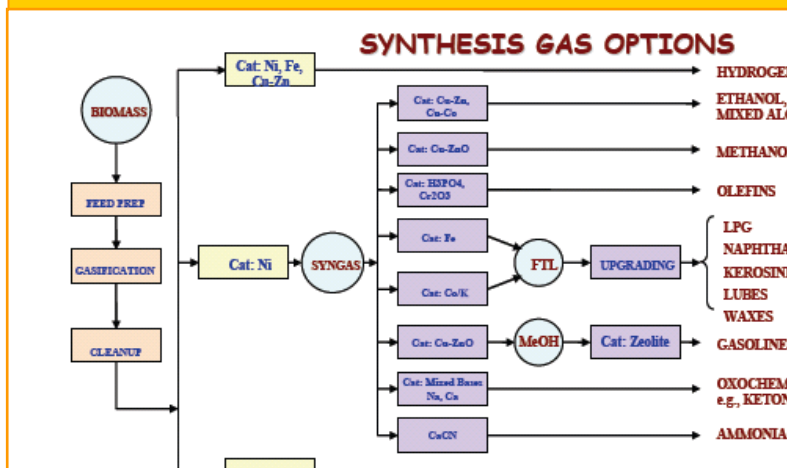 SYNTHESIS GAS OPTIONS
Cat: Ni, Fe,
Cu-Zn
HYDROGEN
BIOMASS
Cat: Cu-Zn,
Cu-Co
ETHANOL,
MIXED ALC
Cat: Cu-ZnO
METHANO
FEED PREP
Cat: H3PO4,
Cr2O3
OLEFINS
GASIFICATION
Cat: Ni
SYNGAS
Cat: Fe
Cat: Co/K
FTL
UPGRADING
LPG
NAPHTHA
KEROSINE
LUBES
WAXES
CLEANUP
Cat: Cu-ZnO
MeOH
Cat: Zeolite
GASOLINE
Cat: Mixed Bases
Na, Ca
OXOCHEM
e.g., KETON
CaCN
AMMONIA